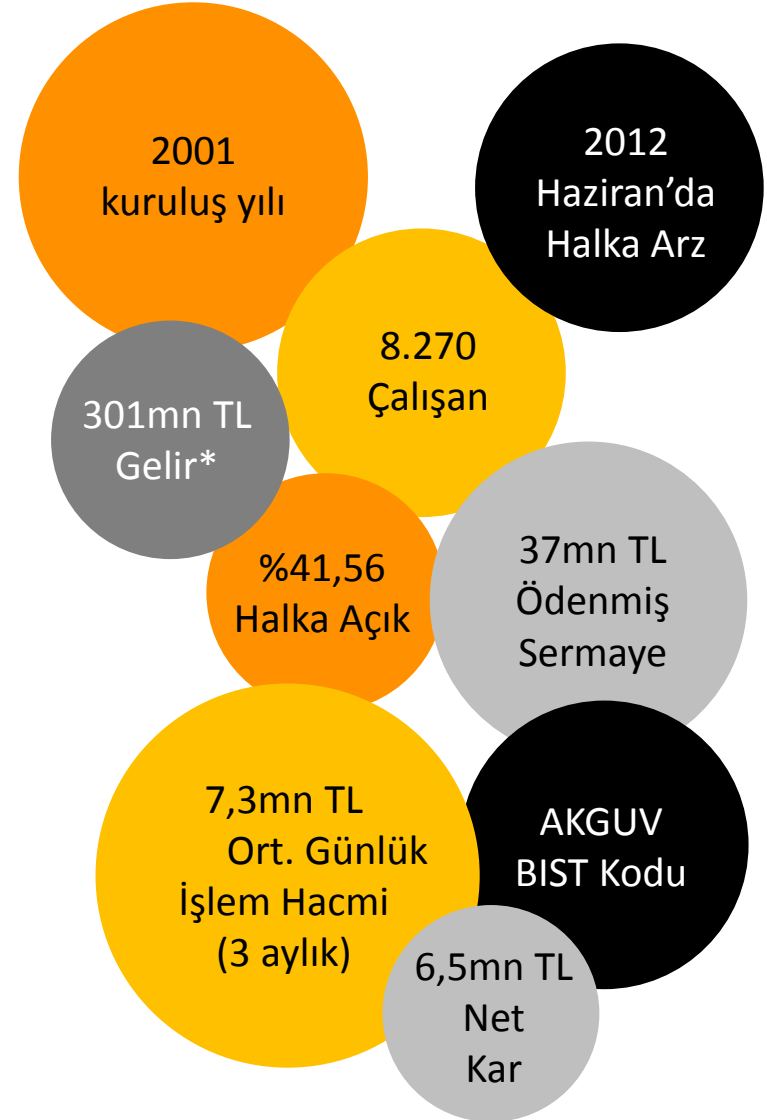 2001
kuruluş yılı
2012
Haziran’da
Halka Arz
8.270
Çalışan
301mn TL
Gelir*
%41,56
Halka Açık
37mn TL
Ödenmiş
Sermaye
7,3mn TL
Ort. Günlük
İşlem Hacmi
(3 aylık)
AKGUV
BIST Kodu
6,5mn TL
Net
Kar